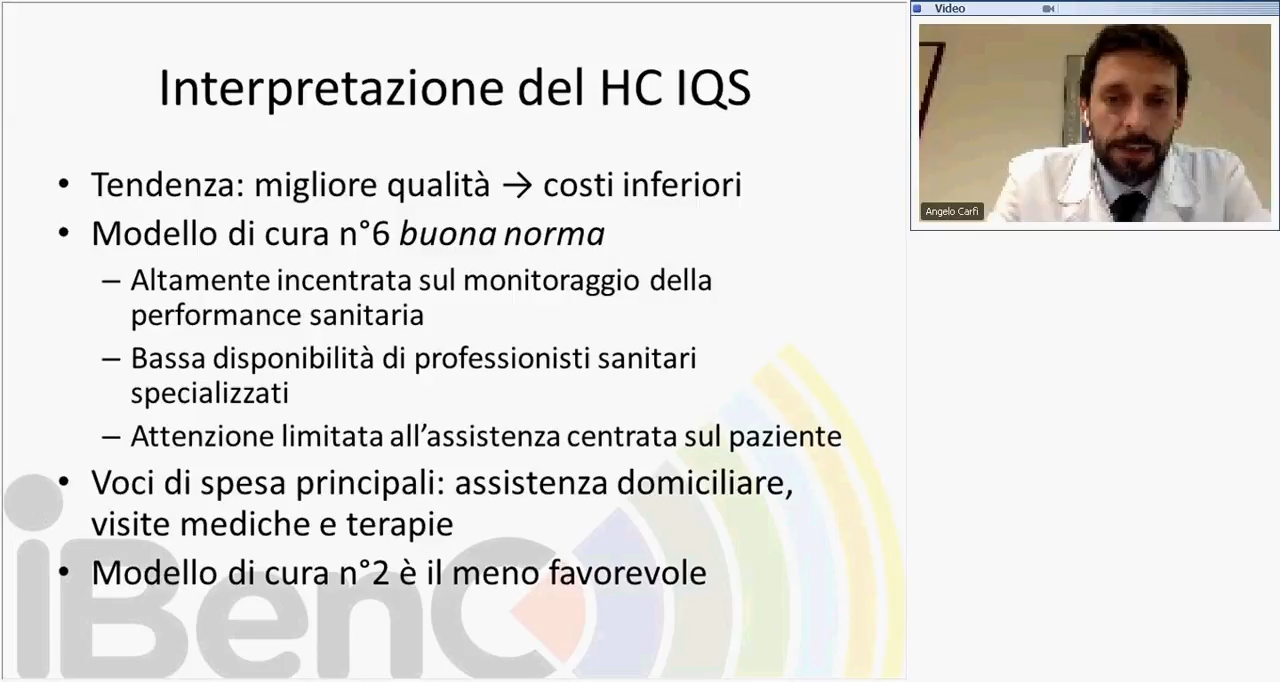 Interpretazione del HC IQS
• Tendenza: migliore qualità → costi inferiori
• Modello di cura n°6 buona norma
– Altamente incentrata sul monitoraggio della
performance sanitaria
– Bassa disponibilità di professionisti sanitari
specializzati
– Attenzione limitata all’assistenza centrata sul paziente
• Voci di spesa principali: assistenza domiciliare,
visite mediche e terapie
• Modello di cura n°2 è il meno favorevole
iBenC
Video
Angelo Carfi